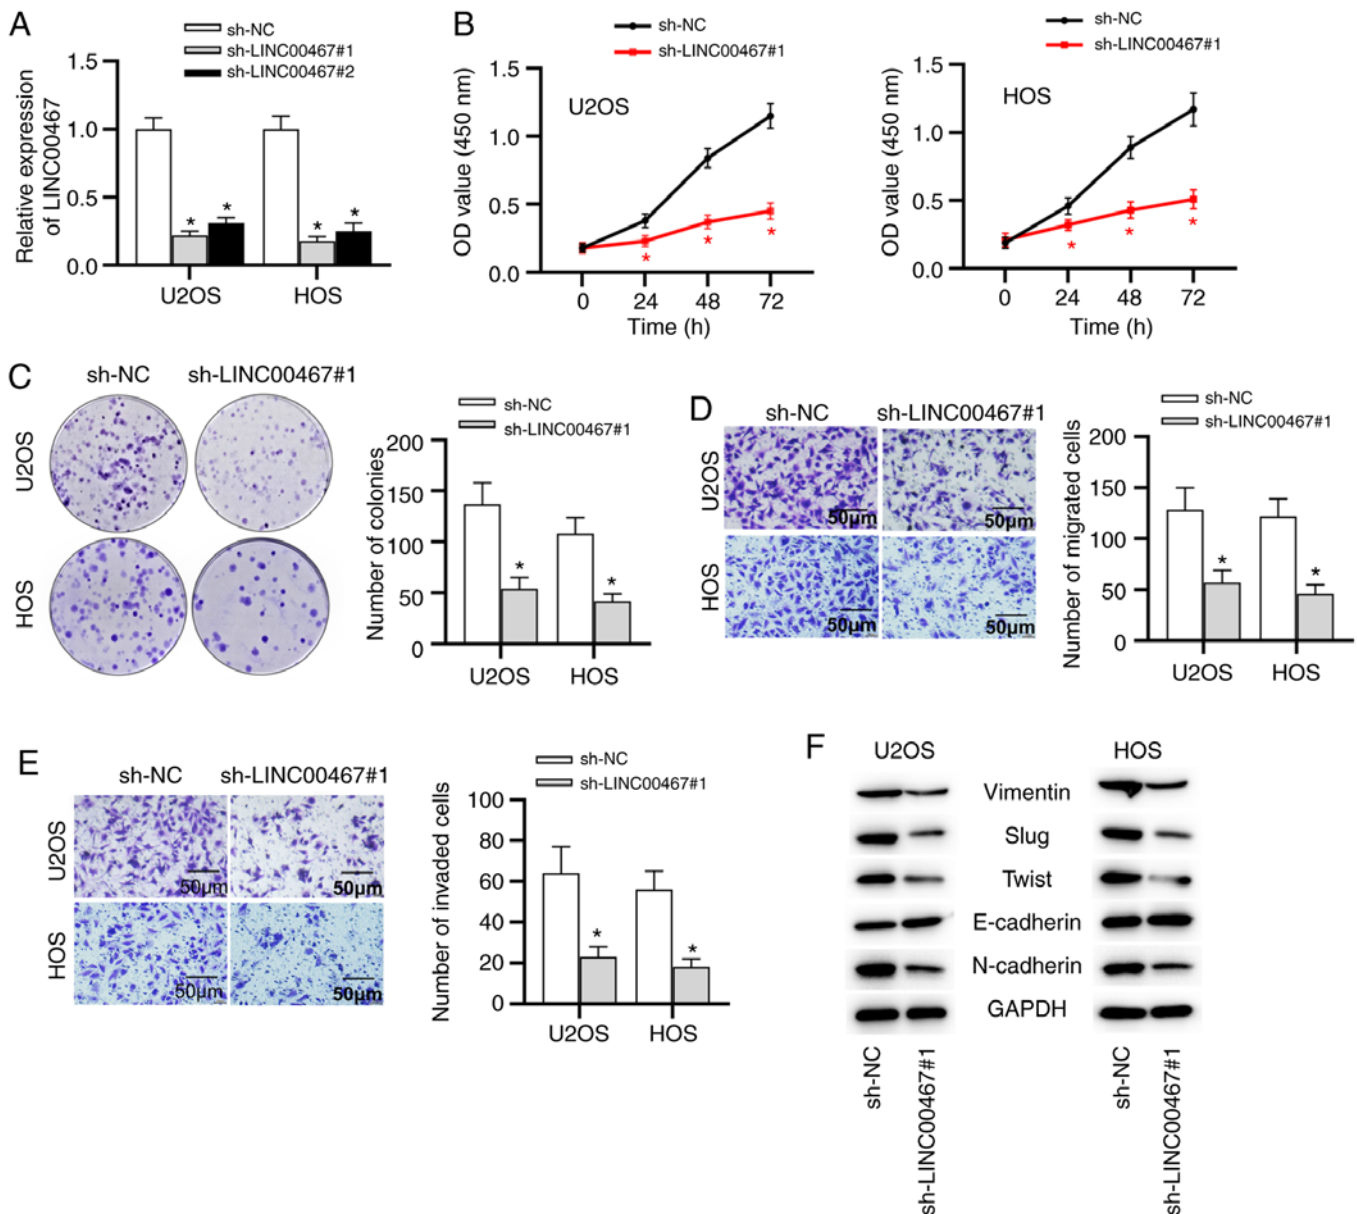 A
sh-NC
sh-LINC00467#1
sh-LINC00467#2
Relative expression
of LINC00467
1.5
1.0
0.5
0.0
* * * *
U2OS HOS
B
sh-NC
sh-LINC00467#1
U2OS
OD value (450 nm)
1.5
1.0
0.5
0.0
* * *
0 24 48 72
Time (h)
sh-NC
sh-LINC00467#1
HOS
OD value (450 nm)
1.5
1.0
0.5
0.0
* * *
0 24 48 72
Time (h)
C
sh-NC sh-LINC00467#1
U2OS
HOS
sh-NC
sh-LINC00467#1
Number of colonies
200
150
100
50
0
* *
U2OS HOS
D
sh-NC sh-LINC00467#1
U2OS
50µm 50µm
HOS
50µm 50µm
sh-NC
sh-LINC00467#1
Number of migrated cells
200
150
100
50
0
* *
U2OS HOS
E
sh-NC sh-LINC00467#1
U2OS
50µm 50µm
HOS
50µm 50µm
sh-NC
sh-LINC00467#1
Number of invaded cells
100
80
60
40
20
0
* *
U2OS HOS
F
U2OS HOS
Vimentin
Slug
Twist
E-cadherin
N-cadherin
GAPDH
sh-NC
sh-LINC00467#1
sh-NC
sh-LINC00467#1